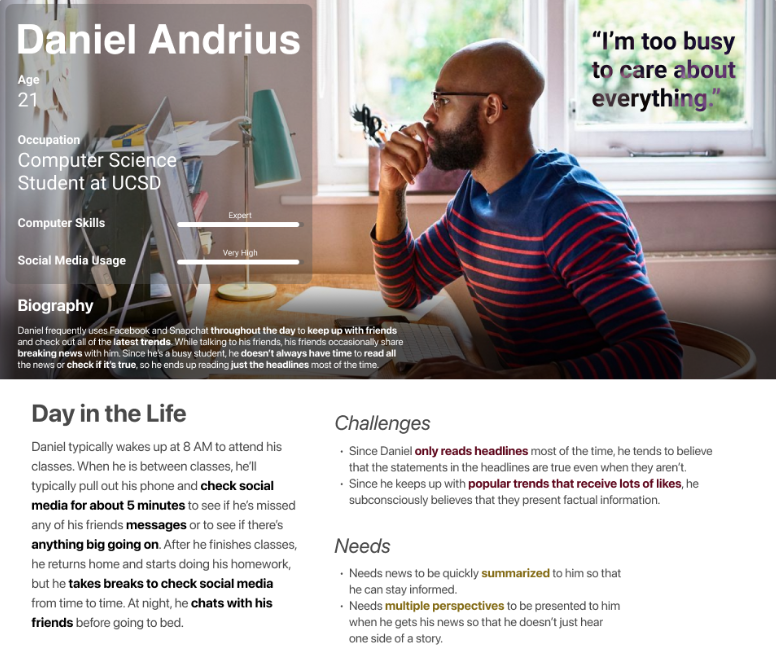 Daniel Andrius
Age
21
Occupation
Computer Science
Student at UCSD
Computer Skills
Expert
Social Media Usage
Very High
“I’m too busy
to care about
everything.”
Biography
Daniel frequently uses Facebook and Snapchat throughout the day to keep up with friends
and check out all of the latest trends. While talking to his friends, his friends occasionally share
breaking news with him. Since he's a busy student, he doesn't always have time to read all
the news or check if it's true, so he ends up reading just the headlines most of the time.
Day in the Life
Daniel typically wakes up at 8 AM to attend his
classes. When he is between classes, he'll
typically pull out his phone and check social
media for about 5 minutes to see if he's missed
any of his friends messages or to see if there's
anything big going on. After he finishes classes,
he returns home and starts doing his homework,
but he takes breaks to check social media
from time to time. At night, he chats with his
friends before going to bed.
Challenges
· Since Daniel only reads headlines most of the time, he tends to believe
that the statements in the headlines are true even when they aren't.
· Since he keeps up with popular trends that receive lots of likes, he
subconsciously believes that they present factual information.
Needs
· Needs news to be quickly summarized to him so that
he can stay informed.
· Needs multiple perspectives to be presented to him
when he gets his news so that he doesn't just hear
one side of a story.